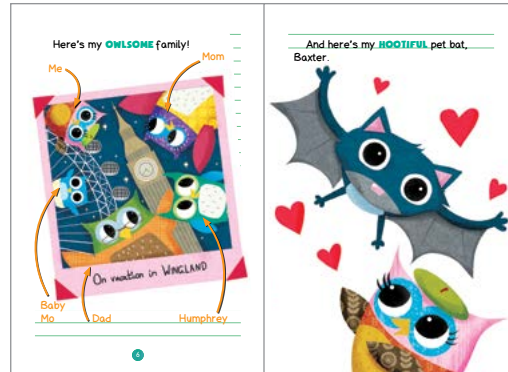 Here's my OWLSOME family!
Me
Mom
On vacation in WINGLAND
Baby
Mo
Dad
Humphrey
6
And here's my HOOTIFUL pet bat,
Baxter.